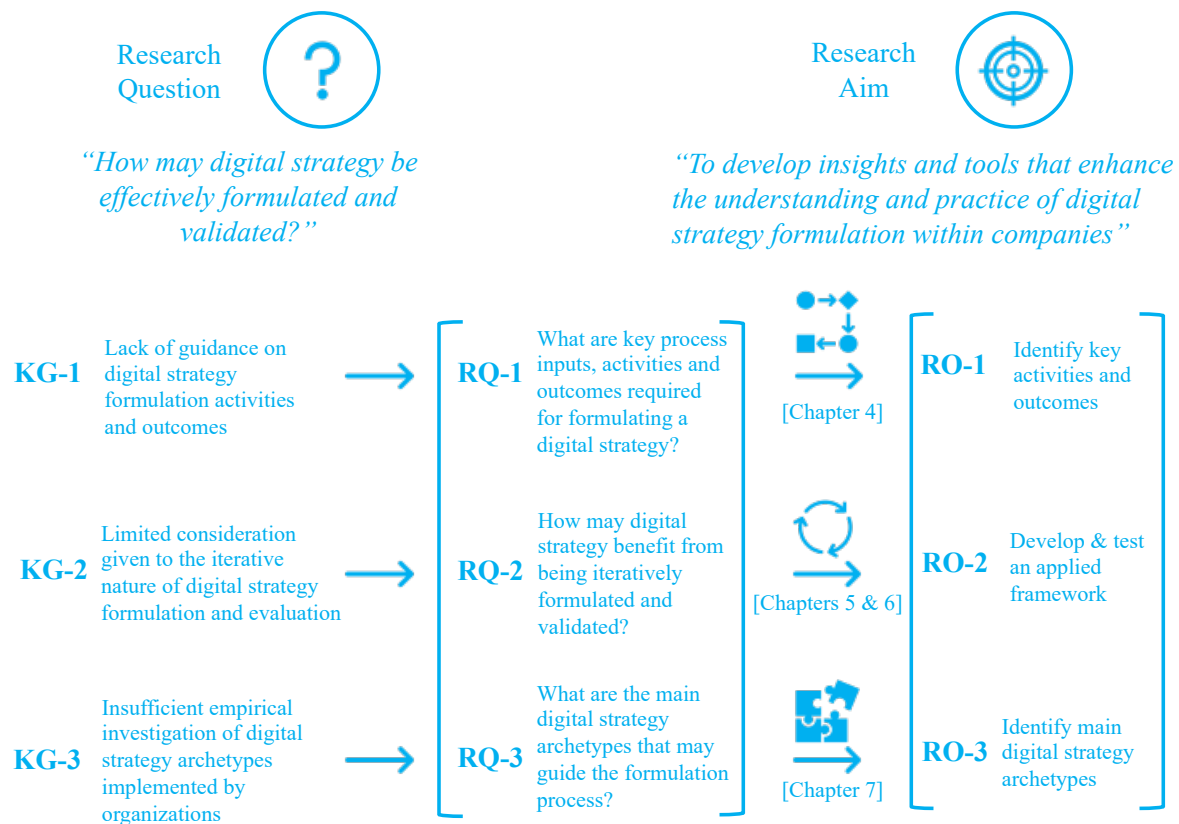 Research
Question
?
Research
Aim
“How may digital strategy be
effectively formulated and
validated?”
“To develop insights and tools that enhance
the understanding and practice of digital
strategy formulation within companies”
KG-1
Lack of guidance on
digital strategy
formulation activities
and outcomes
RQ-1
What are key process
inputs, activities and
outcomes required
for formulating a
digital strategy?
[Chapter 4]
RO-1
Identify key
activities and
outcomes
KG-2
Limited consideration
given to the iterative
nature of digital strategy
formulation and evaluation
RQ-2
How may digital
strategy benefit from
being iteratively
formulated and
validated?
[Chapters 5 & 6]
RO-2
Develop & test
an applied
framework
KG-3
Insufficient empirical
investigation of digital
strategy archetypes
implemented by
organizations
RQ-3
What are the main
digital strategy
archetypes that may
guide the formulation
process?
[Chapter 7]
RO-3
Identify main
digital strategy
archetypes